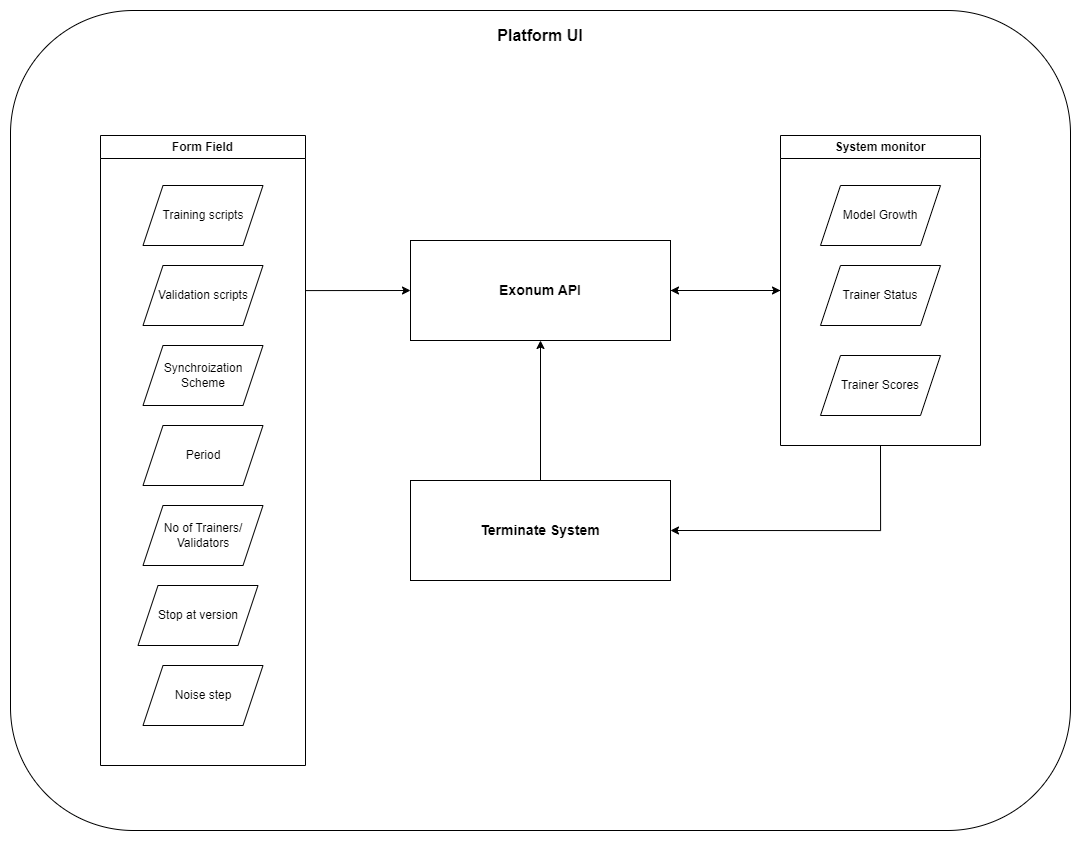 Platform UI
Form Field
Training scripts
Validation scripts
Synchroization
Scheme
Period
No of Trainers/
Validators
Stop at version
Noise step
Exonum API
Terminate System
System monitor
Model Growth
Trainer Status
Trainer Scores